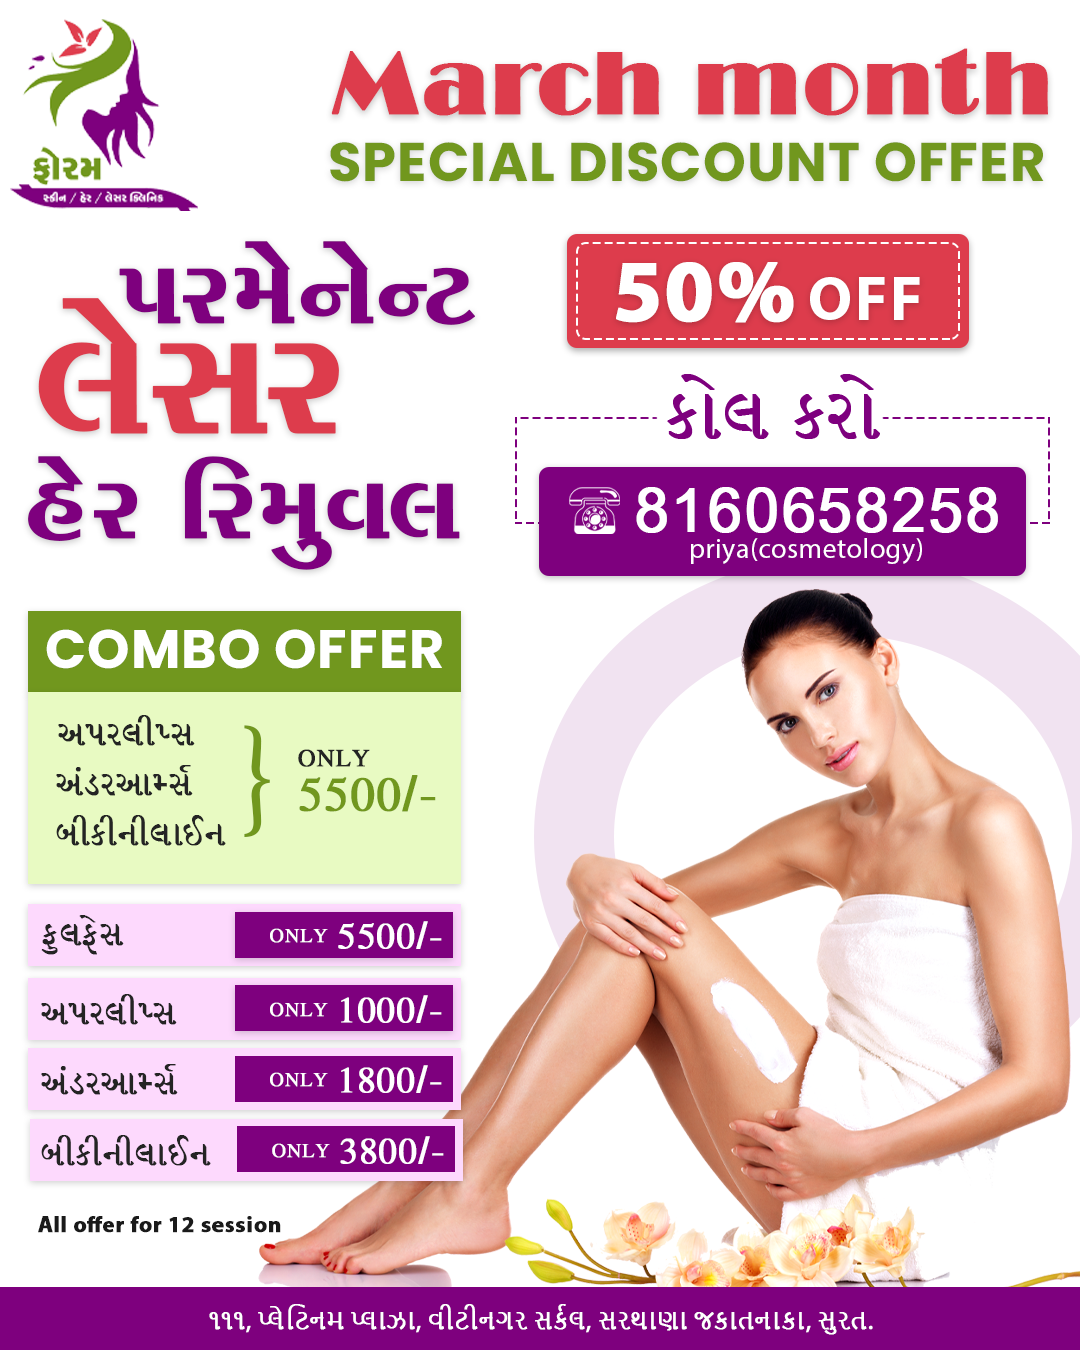 ફોરમ
સ્કીન / હેર / લેસર ક્લિનિક
March month
SPECIAL DISCOUNT OFFER
પરમેનેન્ટ
લેસર
હેર રિમુવલ
50% OFF
કોલ કરો
8160658258
priya(cosmetology)
COMBO OFFER
અપરલીપ્સ
અંડરઆર્મ્સ
બીકીનીલાઈન
ONLY
5500/-
ફુલફેસ ONLY 5500/-
અપરલીપ્સ ONLY 1000/-
અંડરઆર્મ્સ ONLY 1800/-
બીકીનીલાઈન ONLY 3800/-
All offer for 12 session
૧૧૧, પ્લેટિનમ પ્લાઝા, વીટીનગર સર્કલ, સરથાણા જકાતનાકા, સુરત.